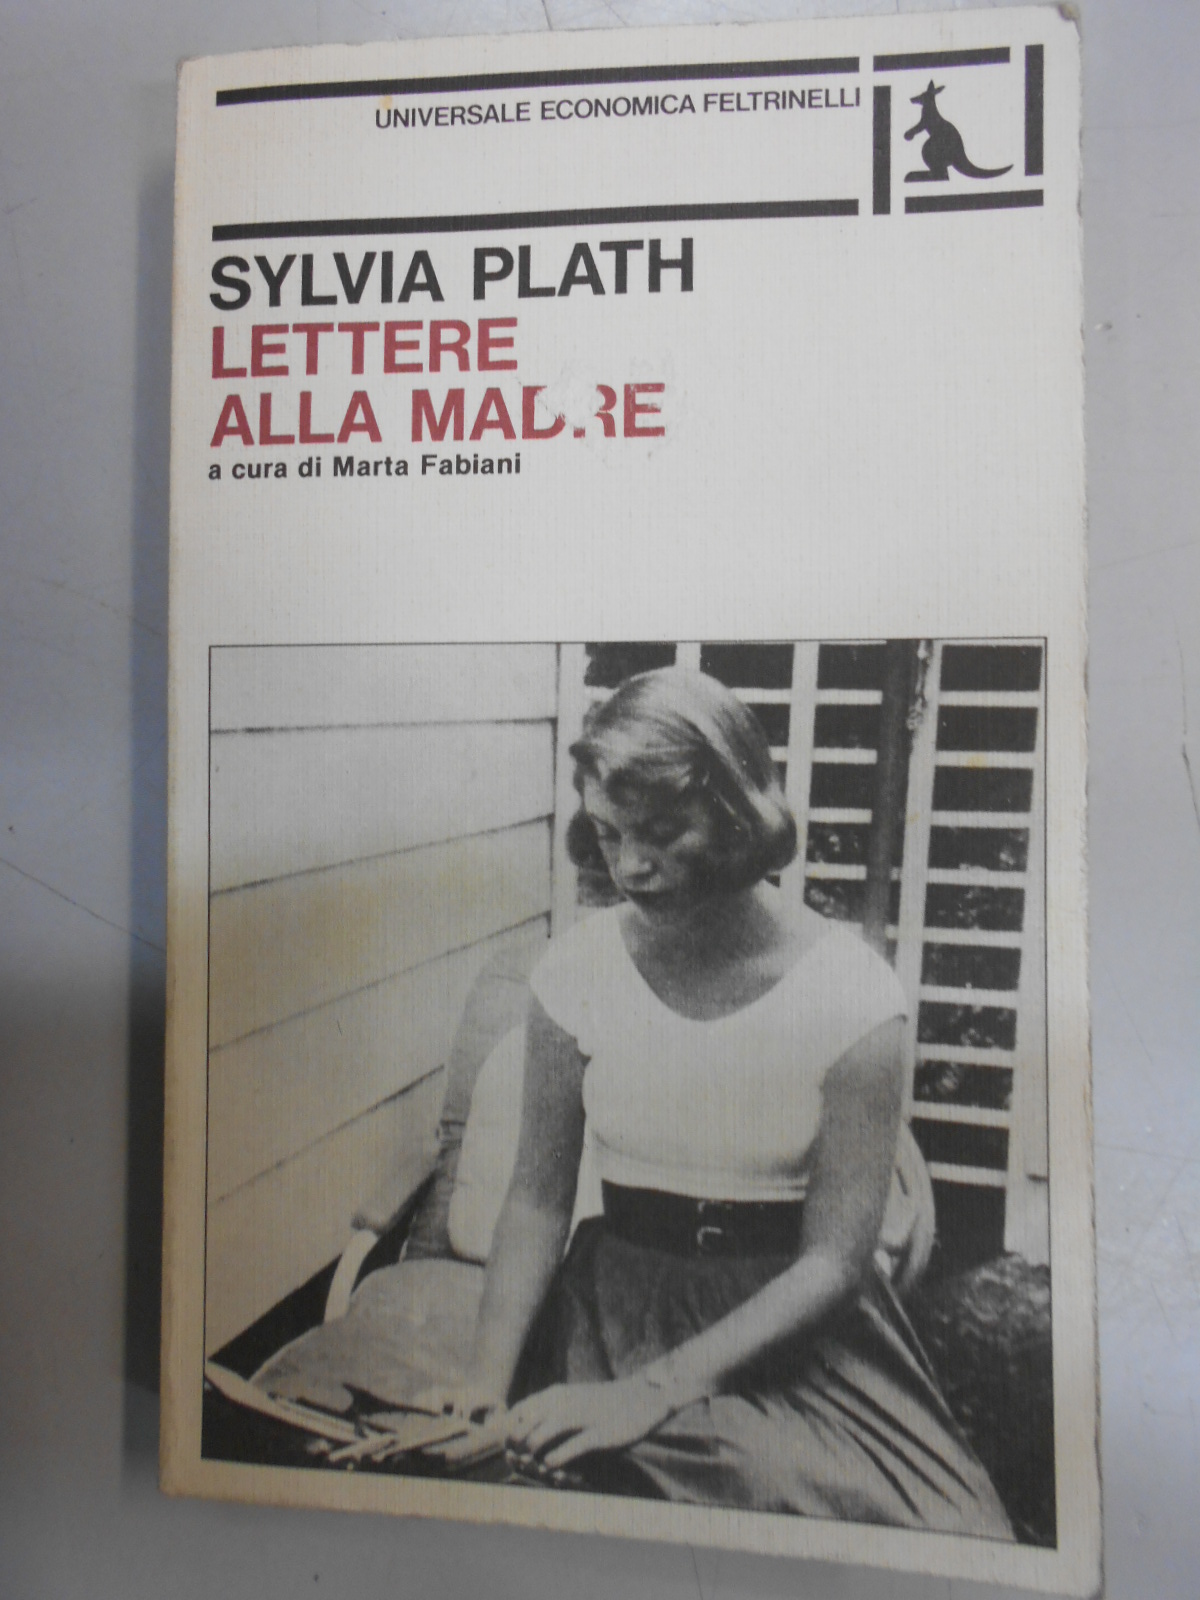 UNIVERSALE ECONOMICA FELTRINELLI
SYLVIA PLATH
LETTERE
ALLA MADRE
a cura di Marta Fabiani